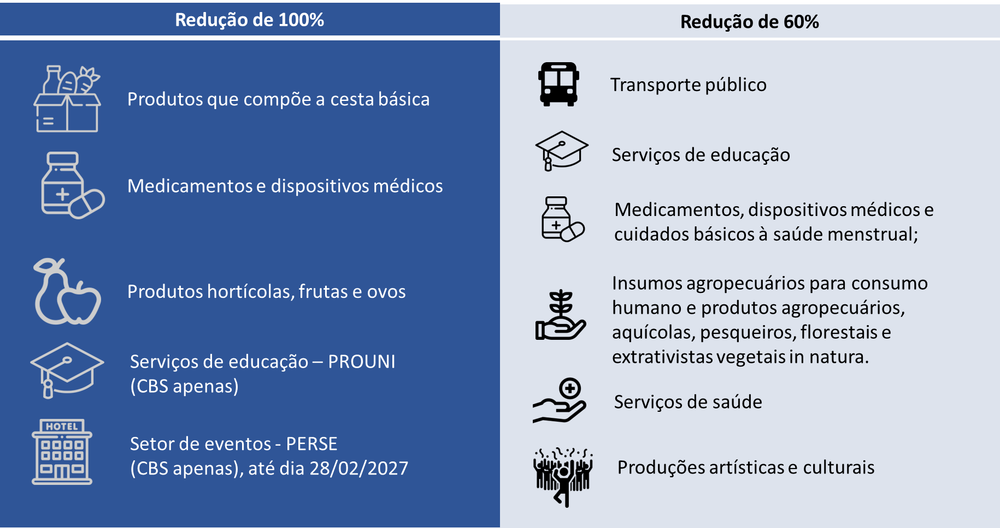 Redução de 100%
Produtos que compõe a cesta básica
Medicamentos e dispositivos médicos
Produtos hortícolas, frutas e ovos
Serviços de educação – PROUNI
(CBS apenas)
HOTEL
Setor de eventos - PERSE
(CBS apenas), até dia 28/02/2027
Redução de 60%
Transporte público
Serviços de educação
Medicamentos, dispositivos médicos e
cuidados básicos à saúde menstrual;
Insumos agropecuários para consumo
humano e produtos agropecuários,
aquícolas, pesqueiros, florestais e
extrativistas vegetais in natura.
Serviços de saúde
Produções artísticas e culturais